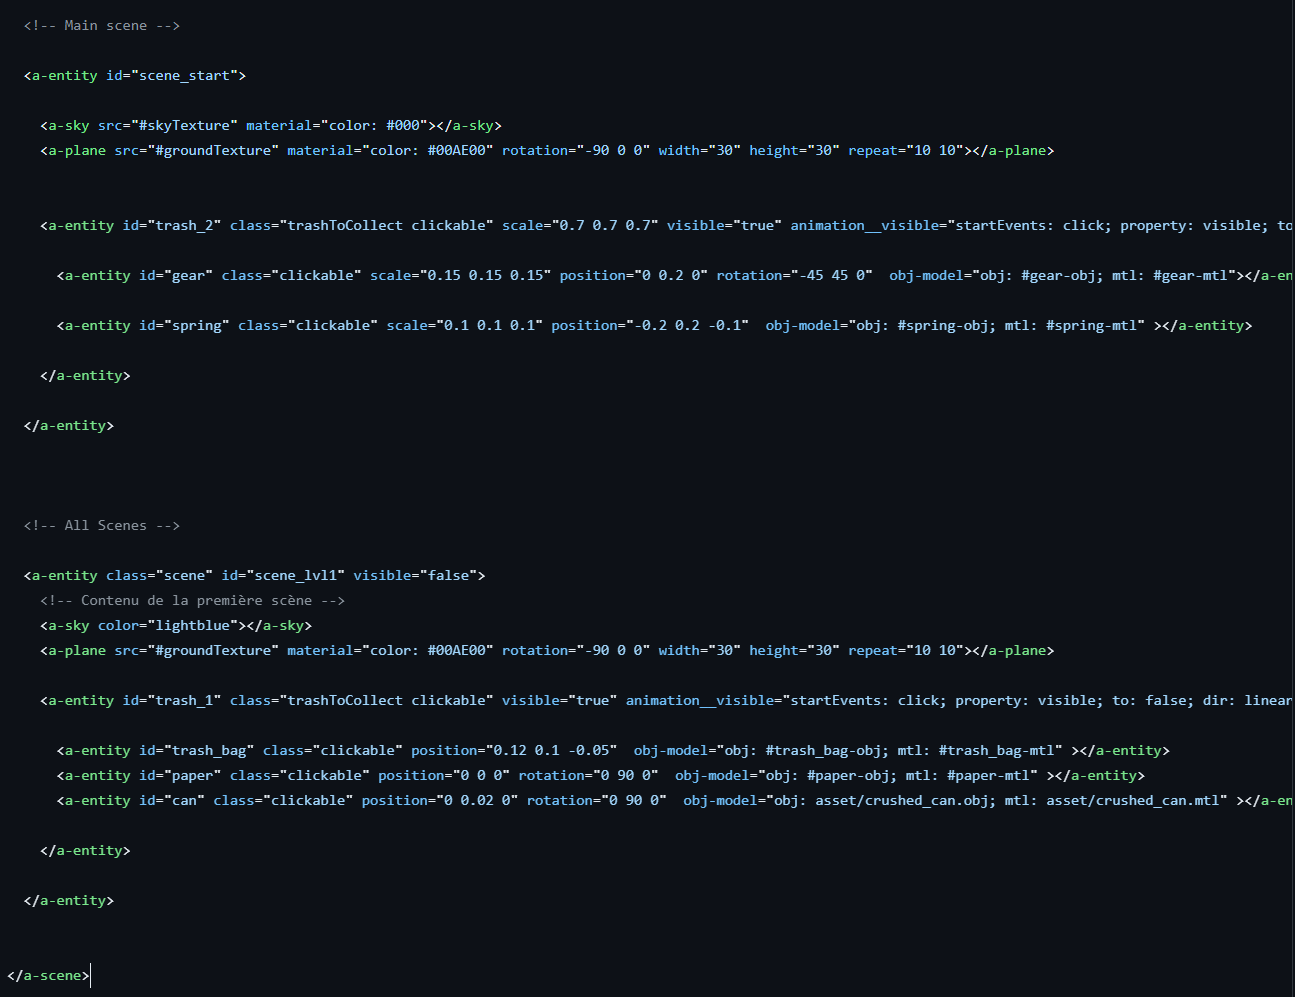 <!-- Main scene -->
<a-entity id="scene_start">
<a-sky src="#skyTexture" material="color: #000"></a-sky>
<a-plane src="#groundTexture" material="color: #00AE00" rotation="-90 0 0" width="30" height="30" repeat="10 10"></a-plane>
<a-entity id="trash_2" class="trashToCollect clickable" scale="0.7 0.7 0.7" visible="true" animation__visible="startEvents: click; property: visible; to
<a-entity id="gear" class="clickable" scale="0.15 0.15 0.15" position="0 0.2 0" rotation="-45 45 0"  obj-model="obj: #gear-obj; mtl: #gear-mtl"></a-en
<a-entity id="spring" class="clickable" scale="0.1 0.1 0.1" position="-0.2 0.2 -0.1"  obj-model="obj: #spring-obj; mtl: #spring-mtl" ></a-entity>
</a-entity>
</a-entity>
<!-- All Scenes -->
<a-entity class="scene" id="scene_lvl1" visible="false">
<!-- Contenu de la première scène -->
<a-sky color="lightblue"></a-sky>
<a-plane src="#groundTexture" material="color: #00AE00" rotation="-90 0 0" width="30" height="30" repeat="10 10"></a-plane>
<a-entity id="trash_1" class="trashToCollect clickable" visible="true" animation__visible="startEvents: click; property: visible; to: false; dir: linear
<a-entity id="trash_bag" class="clickable" position="0.12 0.1 -0.05"  obj-model="obj: #trash_bag-obj; mtl: #trash_bag-mtl" ></a-entity>
<a-entity id="paper" class="clickable" position="0 0 0" rotation="0 90 0"  obj-model="obj: #paper-obj; mtl: #paper-mtl" ></a-entity>
<a-entity id="can" class="clickable" position="0 0.02 0" rotation="0 90 0"  obj-model="obj: asset/crushed_can.obj; mtl: asset/crushed_can.mtl" ></a-en
</a-entity>
</a-entity>
</a-scene>